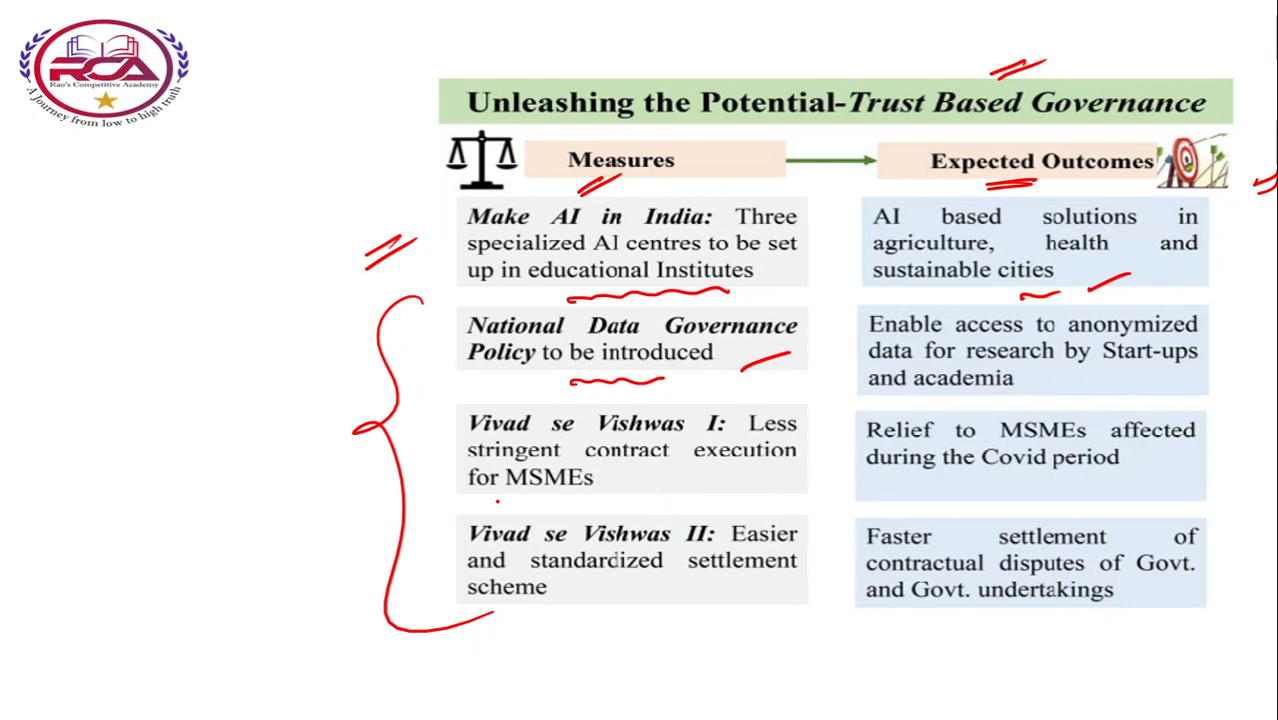 RCA
Rao's Competitive Academy
A Journey from low to high truth
Unleashing the Potential-Trust Based Governance
Measures
Expected Outcomes
Make AI in India: Three
specialized AI centres to be set
up in educational Institutes
AI based solutions in
agriculture, health and
sustainable cities
National Data Governance
Policy to be introduced
Enable access to anonymized
data for research by Start-ups
and academia
Vivad se Vishwas I: Less
stringent contract execution
for MSMEs
Relief to MSMEs affected
during the Covid period
Vivad se Vishwas II: Easier
and standardized settlement
scheme
Faster settlement of
contractual disputes of Govt.
and Govt. undertakings